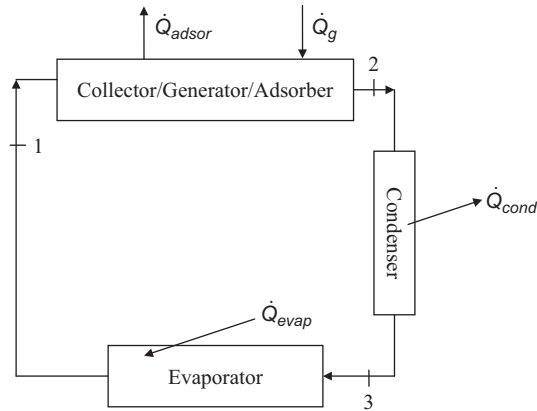 Q̇adsor
Q̇g
Collector/Generator/Adsorber
2
1
Condenser
Q̇cond
Q̇evap
Evaporator
3